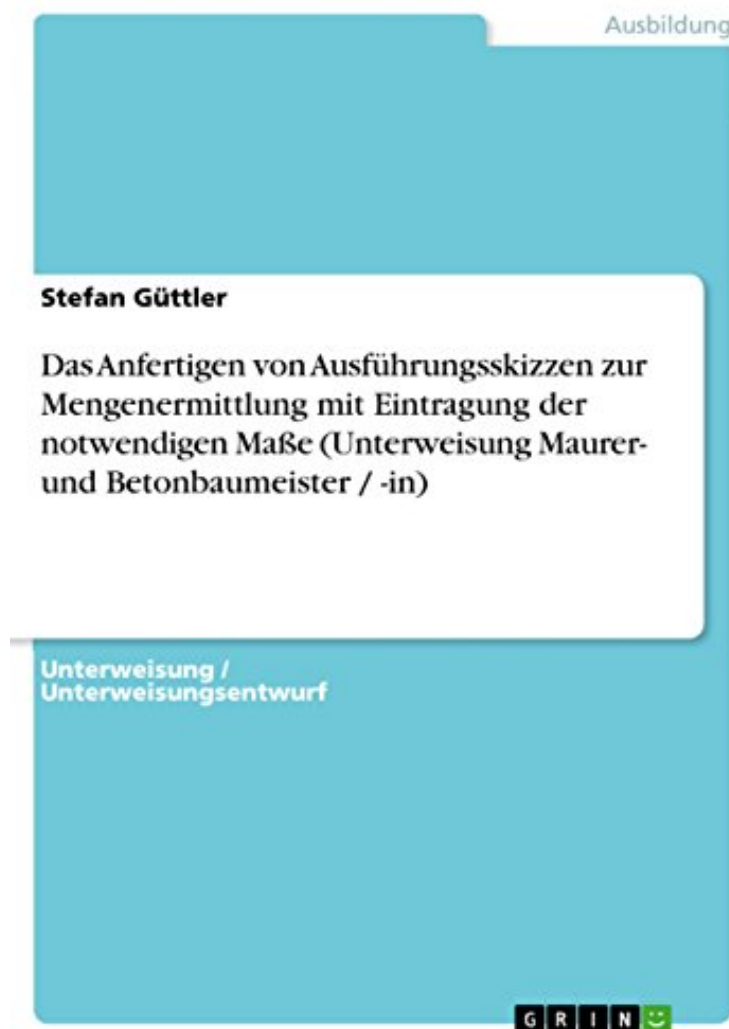 Ausbildung
Stefan Güttler
Das Anfertigen von Ausführungsskizzen zur
Mengenermittlung mit Eintragung der
notwendigen Maße (Unterweisung Maurer-
und Betonbaumeister / -in)
Unterweisung /
Unterweisungsentwurf
GRIN